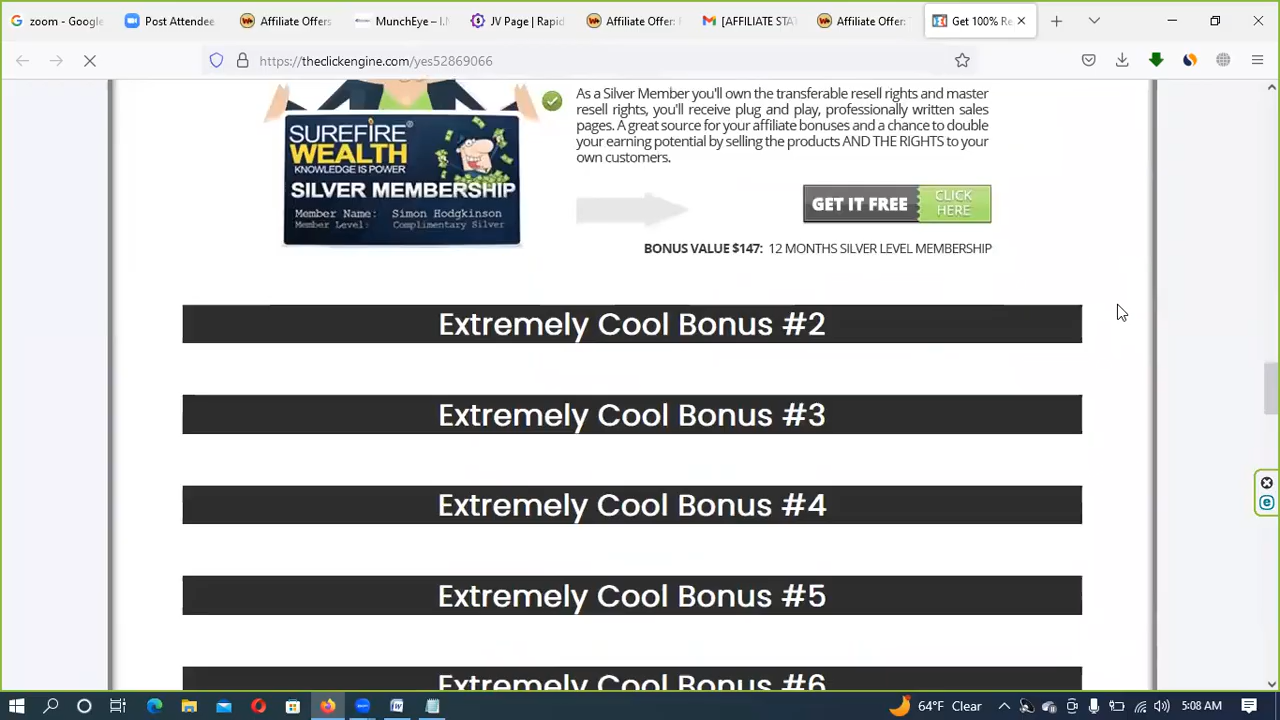 zoom - Google
Post Attendee
Affiliate Offers
MunchEye – J.
JV Page | Rapid
Affiliate Offer:
[AFFILIATE STA
Affiliate Offer:
Get 100% Re
https://theclickengine.com/yes52869066
As a Silver Member you'll own the transferable resell rights and master
resell rights, you'll receive plug and play, professionally written sales
pages. A great source for your affiliate bonuses and a chance to double
your earning potential by selling the products AND THE RIGHTS to your
own customers.
SUREFIRE®
WEALTH
KNOWLEDGE IS POWER
SILVER MEMBERSHIP
Member Name: Simon Hodgkinson
Member Level: Complimentary Silver
GET IT FREE
CLICK
HERE
BONUS VALUE $147: 12 MONTHS SILVER LEVEL MEMBERSHIP
Extremely Cool Bonus #2
Extremely Cool Bonus #3
Extremely Cool Bonus #4
Extremely Cool Bonus #5
Extremely Cool Bonus #6
64°F Clear
5:08 AM